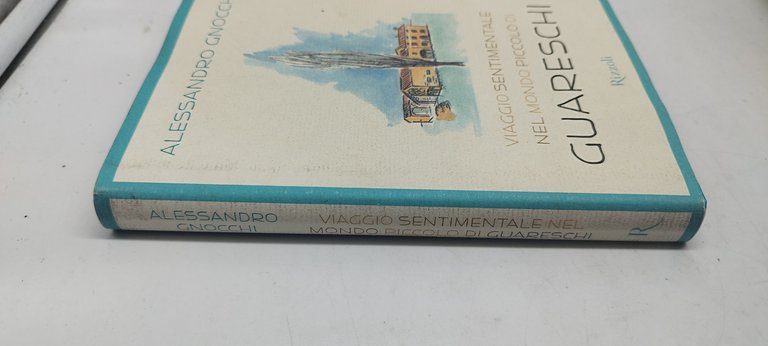 ALESSANDRO GNOCCHI
VIAGGIO SENTIMENTALE
NEL MONDO PICCOLO DI
GUARESCHI
Rizzoli
ALESSANDRO
GNOCCHI
VIAGGIO SENTIMENTALE NEL
MONDO PICCOLO DI GUARESCHI
R